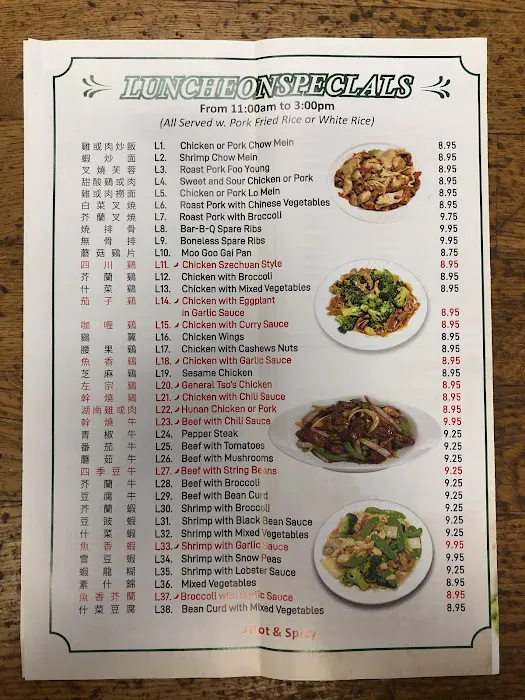 LUNCHEON SPECLALS
From 11:00am to 3:00pm
(All Served w. Pork Fried Rice or White Rice)
雞或肉炒飯 L1. Chicken or Pork Chow Mein 8.95
蝦炒面 L2. Shrimp Chow Mein 8.95
叉燒芙蓉 L3. Roast Pork Foo Young 8.95
甜酸鷄或肉 L4. Sweet and Sour Chicken or Pork 8.95
雞或肉撈面 L5. Chicken or Pork Lo Mein 8.95
白菜叉燒 L6. Roast Pork with Chinese Vegetables 8.95
芥蘭叉燒 L7. Roast Pork with Broccoli 9.75
燒排骨 L8. Bar-B-Q Spare Ribs 9.95
無骨排 L9. Boneless Spare Ribs 9.95
蘑菇鷄片 L10. Moo Goo Gai Pan 8.75
四川鷄 L11. Chicken Szechuan Style 8.95
芥蘭鷄 L12. Chicken with Broccoli 8.95
什菜鷄 L13. Chicken with Mixed Vegetables 8.95
茄子鷄 L14. Chicken with Eggplant
in Garlic Sauce 8.95
咖喱鷄 L15. Chicken with Curry Sauce 8.95
鷄翼 L16. Chicken Wings 8.95
腰果鷄 L17. Chicken with Cashews Nuts 8.95
魚香鷄 L18. Chicken with Garlic Sauce 8.95
芝麻鷄 L19. Sesame Chicken 8.95
左宗鷄 L20. General Tso's Chicken 8.95
幹燒鷄 L21. Chicken with Chili Sauce 8.95
湖南雞或肉 L22. Hunan Chicken or Pork 8.95
幹燒牛 L23. Beef with Chili Sauce 9.95
青椒牛 L24. Pepper Steak 9.25
番茄牛 L25. Beef with Tomatoes 9.25
蘑菇牛 L26. Beef with Mushrooms 9.25
四季豆牛 L27. Beef with String Beans 9.25
芥蘭牛 L28. Beef with Broccoli 9.25
豆腐牛 L29. Beef with Bean Curd 9.25
芥蘭蝦 L30. Shrimp with Broccoli 9.25
豆豉蝦 L31. Shrimp with Black Bean Sauce 9.25
什菜蝦 L32. Shrimp with Mixed Vegetables 9.25
魚香蝦 L33. Shrimp with Garlic Sauce 9.95
雪豆蝦 L34. Shrimp with Snow Peas 9.95
蝦龍糊 L35. Shrimp with Lobster Sauce 9.25
素什錦 L36. Mixed Vegetables 8.95
魚香芥蘭 L37. Broccoli with Garlic Sauce 8.95
什菜豆腐 L38. Bean Curd with Mixed Vegetables 8.95
Hot & Spicy